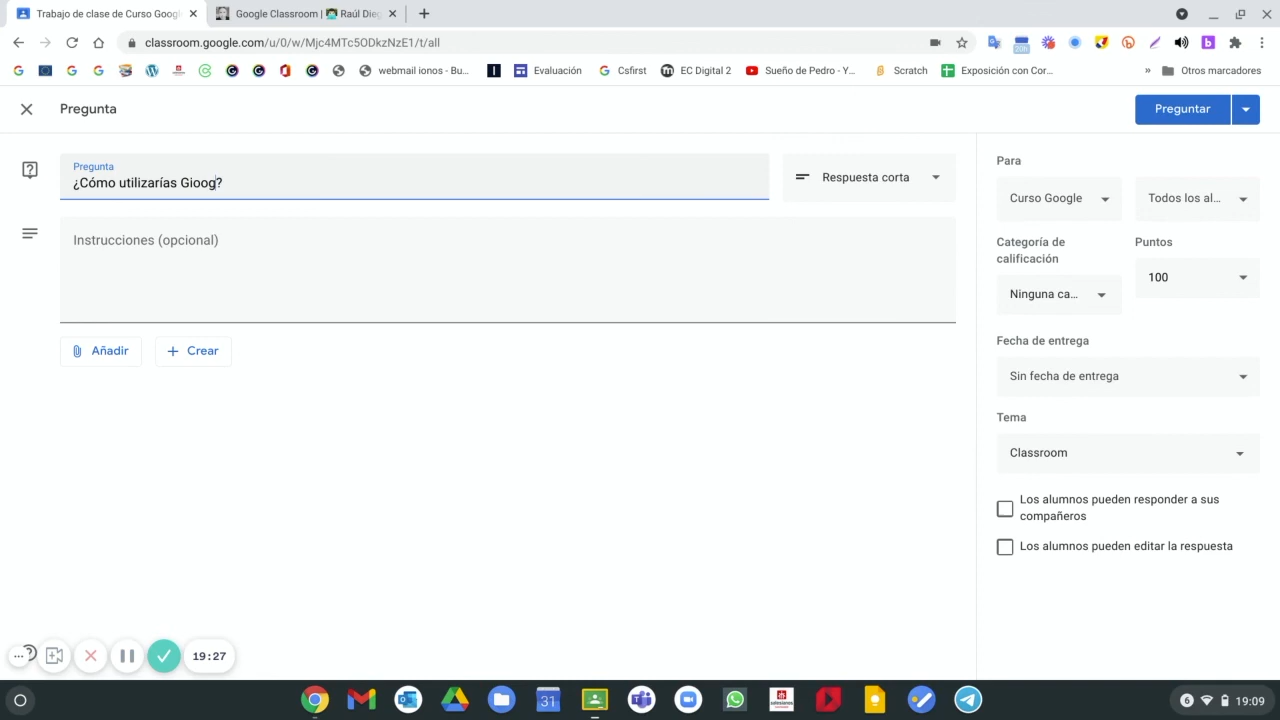 Trabajo de clase de Curso Googl
Google Classroom |
Raúl Dieg
classroom.google.com/u/0/w/Mjc4MTc5ODkzNzE1/t/all
20h
webmail ionos - Bu...
Evaluación
Csfirst
EC Digital 2
Sueño de Pedro - Y...
Scratch
Exposición con Cor...
»
Otros marcadores
Pregunta
Preguntar
Pregunta
¿Cómo utilizarías Gioog?
Respuesta corta
Instrucciones (opcional)
Añadir
Crear
Para
Curso Google
Todos los al...
Categoría de
calificación
Puntos
Ninguna ca...
100
Fecha de entrega
Sin fecha de entrega
Tema
Classroom
Los alumnos pueden responder a sus
compañeros
Los alumnos pueden editar la respuesta
19:27
31
6
19:09